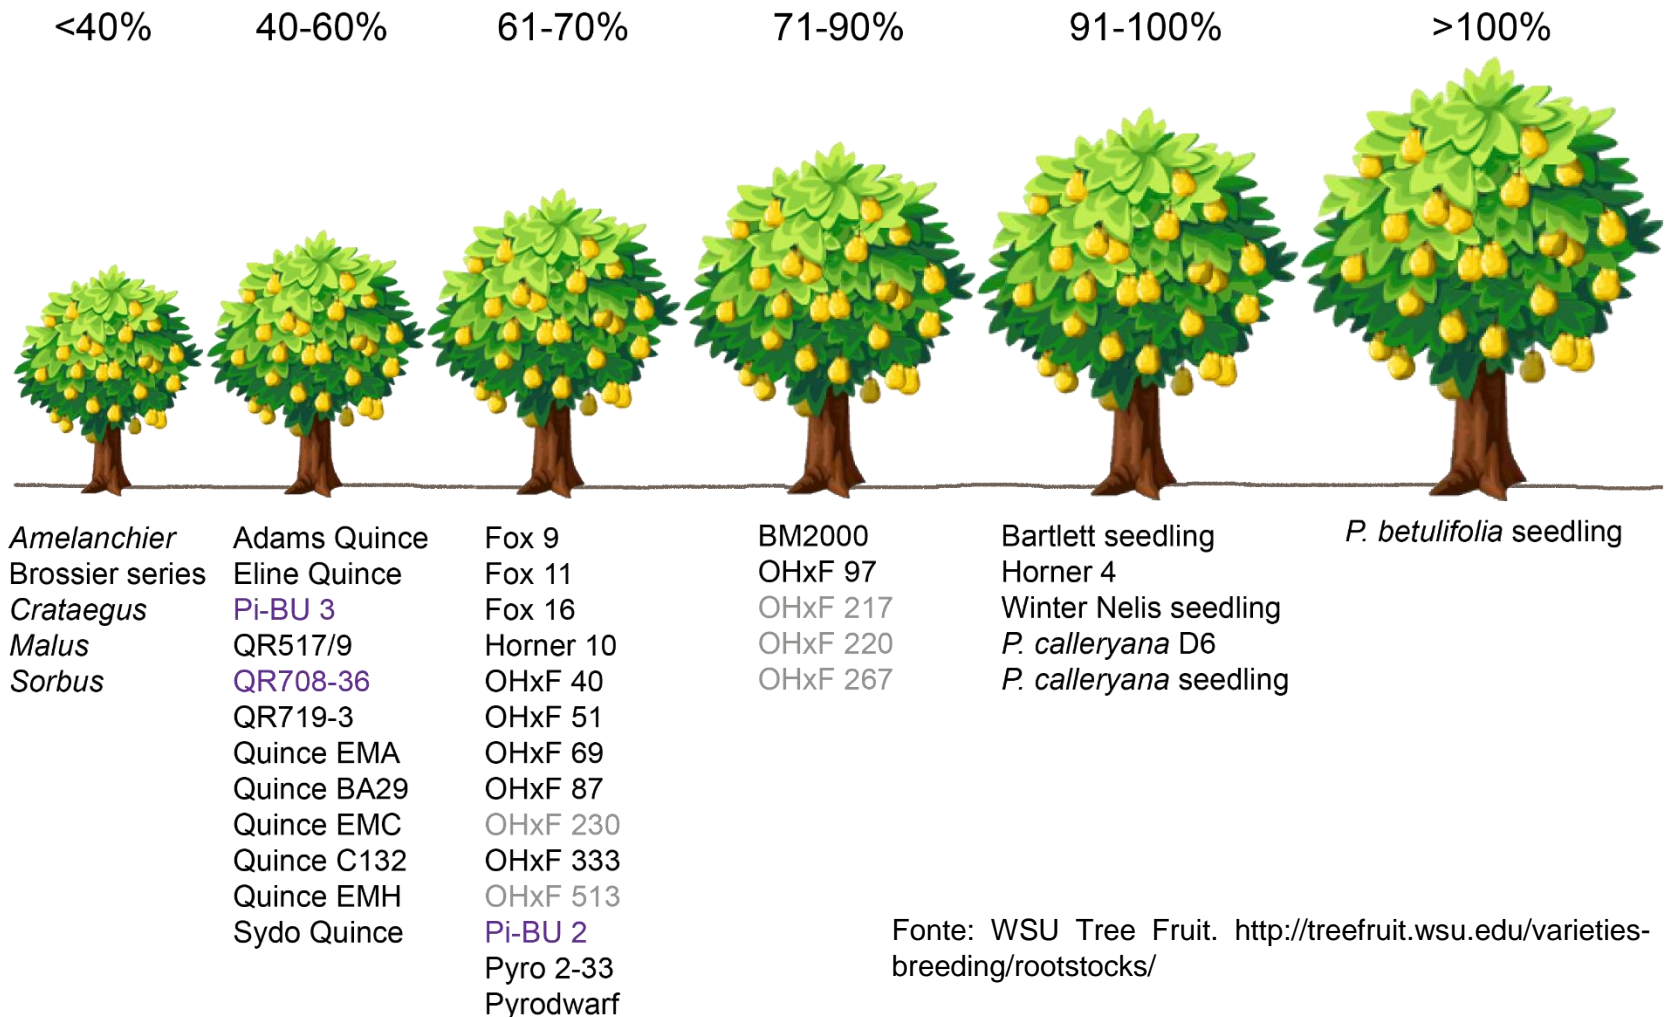 <40%
40-60%
61-70%
71-90%
91-100%
>100%
Amelanchier
Brossier series
Crataegus
Malus
Sorbus
Adams Quince
Eline Quince
Pi-BU 3
QR517/9
QR708-36
QR719-3
Quince EMA
Quince BA29
Quince EMC
Quince C132
Quince EMH
Sydo Quince
Fox 9
Fox 11
Fox 16
Horner 10
OHxF 40
OHxF 51
OHxF 69
OHxF 87
OHxF 230
OHxF 333
OHxF 513
Pi-BU 2
Pyro 2-33
Pyrodwarf
BM2000
OHxF 97
OHxF 217
OHxF 220
OHxF 267
Bartlett seedling
Horner 4
Winter Nelis seedling
P. calleryana D6
P. calleryana seedling
P. betulifolia seedling
Fonte: WSU Tree Fruit. http://treefruit.wsu.edu/varieties-
breeding/rootstocks/